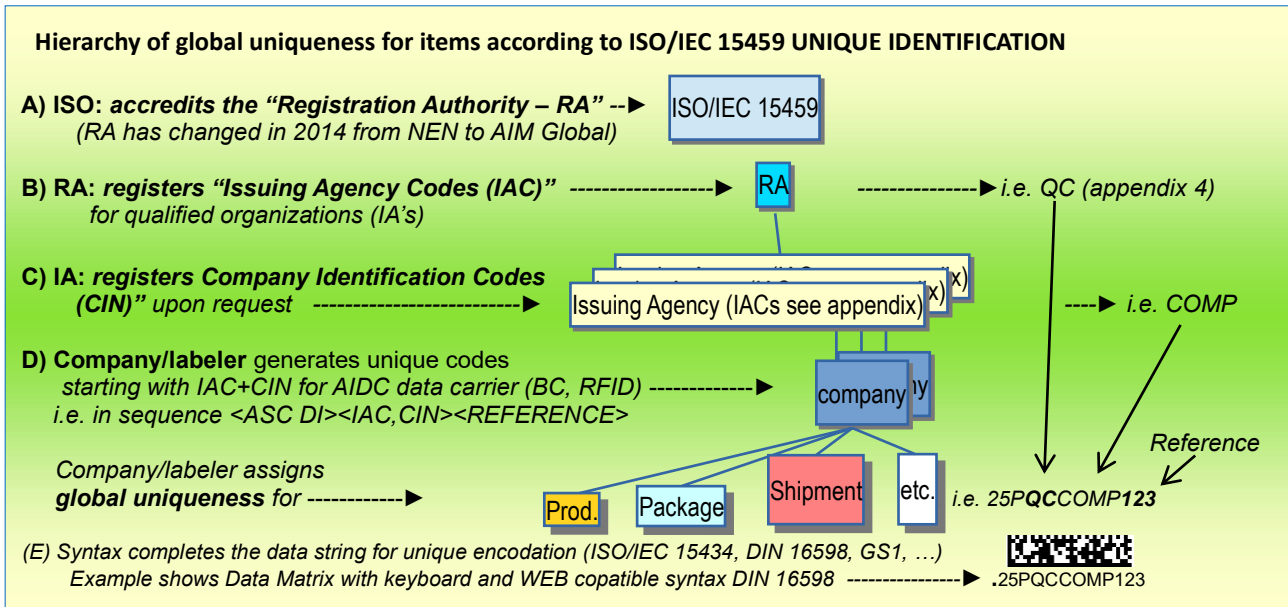 Hierarchy of global uniqueness for items according to ISO/IEC 15459 UNIQUE IDENTIFICATION
A) ISO: accredits the “Registration Authority – RA” --►
ISO/IEC 15459
(RA has changed in 2014 from NEN to AIM Global)
B) RA: registers “Issuing Agency Codes (IAC)” ------------------►
RA
---------------►
i.e. QC (appendix 4)
for qualified organizations (IA’s)
C) IA: registers Company Identification Codes
(CIN)” upon request -----------------------►
Issuing Agency (IACs see appendix)
----►
i.e. COMP
D) Company/labeler generates unique codes
starting with IAC+CIN for AIDC data carrier (BC, RFID) -------------►
company
i.e. in sequence <ASC DI><IAC,CIN><REFERENCE>
Reference
Company/labeler assigns
global uniqueness for ------------►
Prod.
Package
Shipment
etc.
i.e. 25PQCCOMP123
(E) Syntax completes the data string for unique encodation (ISO/IEC 15434, DIN 16598, GS1, …)
Example shows Data Matrix with keyboard and WEB copatible syntax DIN 16598 ----------------►
.25PQCCOMP123